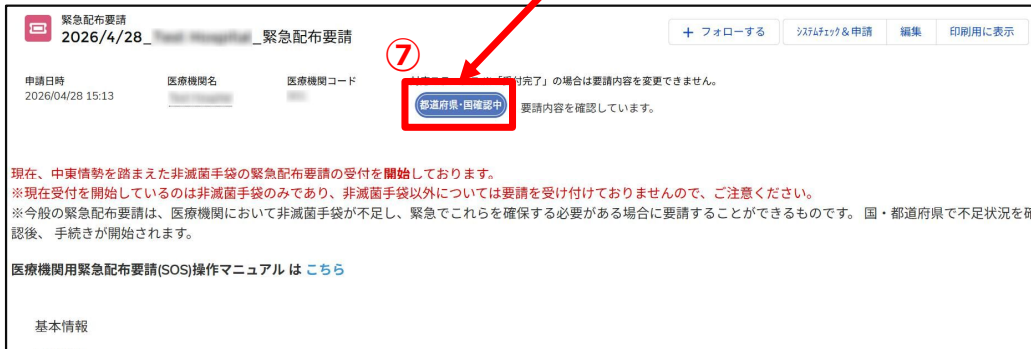 緊急配布要請
2026/4/28_ _緊急配布要請
+ フォローする
システムチェック&申請
編集
印刷用に表示
申請日時
医療機関名
医療機関コード
「受付完了」の場合は要請内容を変更できません。
2026/04/28 15:13
⑦
都道府県・国確認中
要請内容を確認しています。
現在、中東情勢を踏まえた非滅菌手袋の緊急配布要請の受付を開始しております。
※現在受付を開始しているのは非滅菌手袋のみであり、非滅菌手袋以外については要請を受け付けておりませんので、ご注意ください。
※今般の緊急配布要請は、医療機関において非滅菌手袋が不足し、緊急でこれらを確保する必要がある場合に要請することができるものです。 国・都道府県で不足状況を確
認後、 手続きが開始されます。
医療機関用緊急配布要請(SOS)操作マニュアル は こちら
基本情報